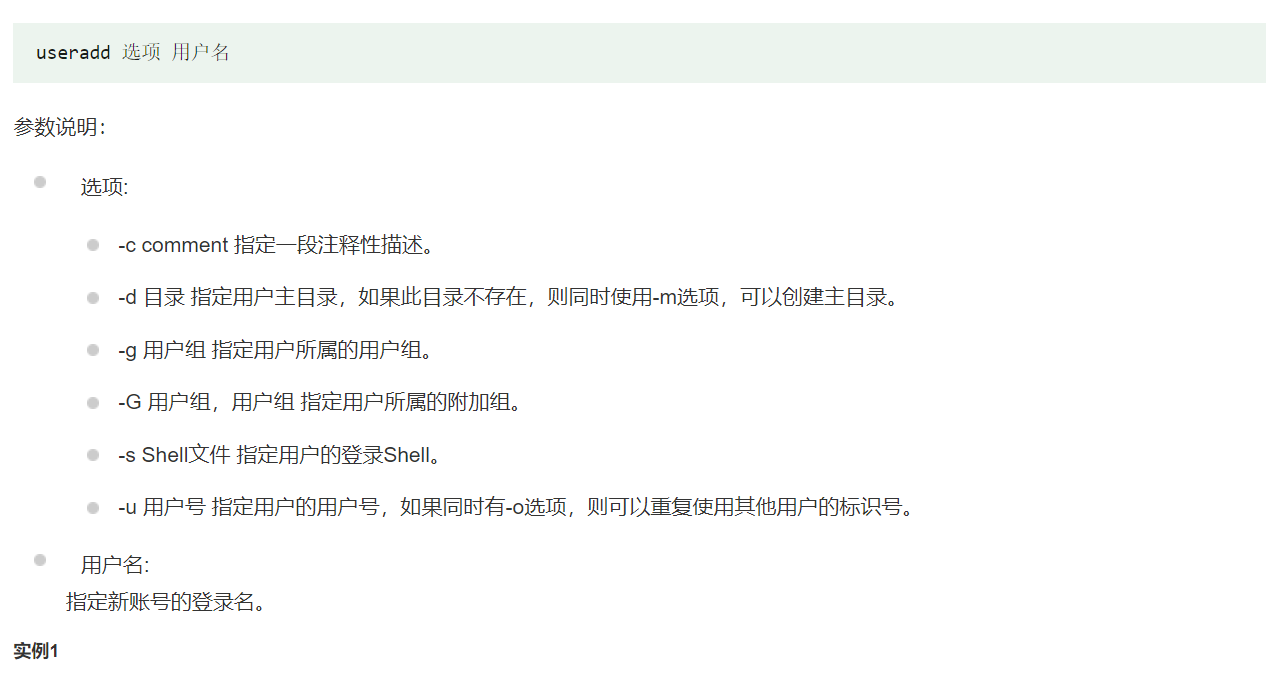 useradd 选项 用户名
参数说明：
选项:
-c comment 指定一段注释性描述。
-d 目录 指定用户主目录，如果此目录不存在，则同时使用-m选项，可以创建主目录。
-g 用户组 指定用户所属的用户组。
-G 用户组，用户组 指定用户所属的附加组。
-s Shell文件 指定用户的登录Shell。
-u 用户号 指定用户的用户号，如果同时有-o选项，则可以重复使用其他用户的标识号。
用户名:
指定新账号的登录名。
实例1